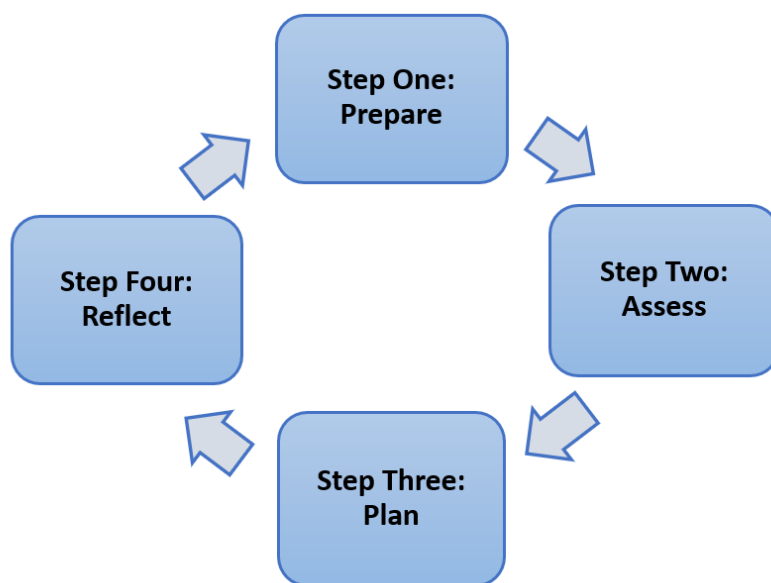 Step One:
Prepare
Step Two:
Assess
Step Three:
Plan
Step Four:
Reflect